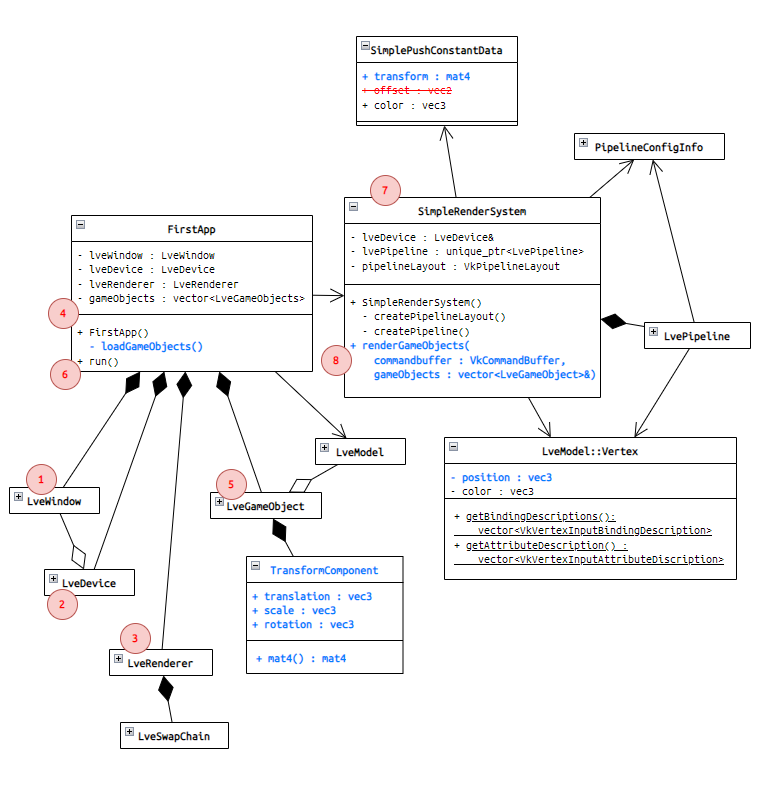 SimplePushConstantData
+ transform : mat4
+ offset : vec2
+ color : vec3
PipelineConfigInfo
7
SimpleRenderSystem
- lveDevice : LveDevice&
- lvePipeline : unique_ptr<LvePipeline>
- pipelineLayout : VkPipelineLayout
+ SimpleRenderSystem()
- createPipelineLayout()
- createPipeline()
+ renderGameObjects(
commandbuffer : VkCommandBuffer,
gameObjects : vector<LveGameObject>&)
8
FirstApp
- lveWindow : LveWindow
- lveDevice : LveDevice
- lveRenderer : LveRenderer
- gameObjects : vector<LveGameObjects>
4
+ FirstApp()
- loadGameObjects()
+ run()
6
LvePipeline
LveModel
LveModel::Vertex
- position : vec3
- color : vec3
+ getBindingDescriptions():
vector<VkVertexInputBindingDescription>
+ getAttributeDescription() :
vector<VkVertexInputAttributeDiscription>
1
LveWindow
5
LveGameObject
LveDevice
2
TransformComponent
+ translation : vec3
+ scale : vec3
+ rotation : vec3
+ mat4() : mat4
3
LveRenderer
LveSwapChain